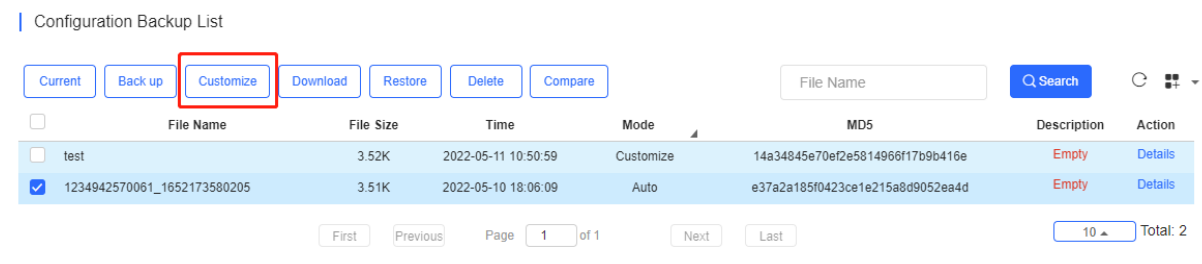 Configuration Backup List
Current Back up Customize Download Restore Delete Compare File Name Search
File Name File Size Time Mode MD5 Description Action
test 3.52K 2022-05-11 10:50:59 Customize 14a34845e70ef2e5814966f17b9b416e Empty Details
1234942570061_1652173580205 3.51K 2022-05-10 18:06:09 Auto e37a2a185f0423ce1e215a8d9052ea4d Empty Details
First Previous Page 1 of 1 Next Last 10 Total: 2